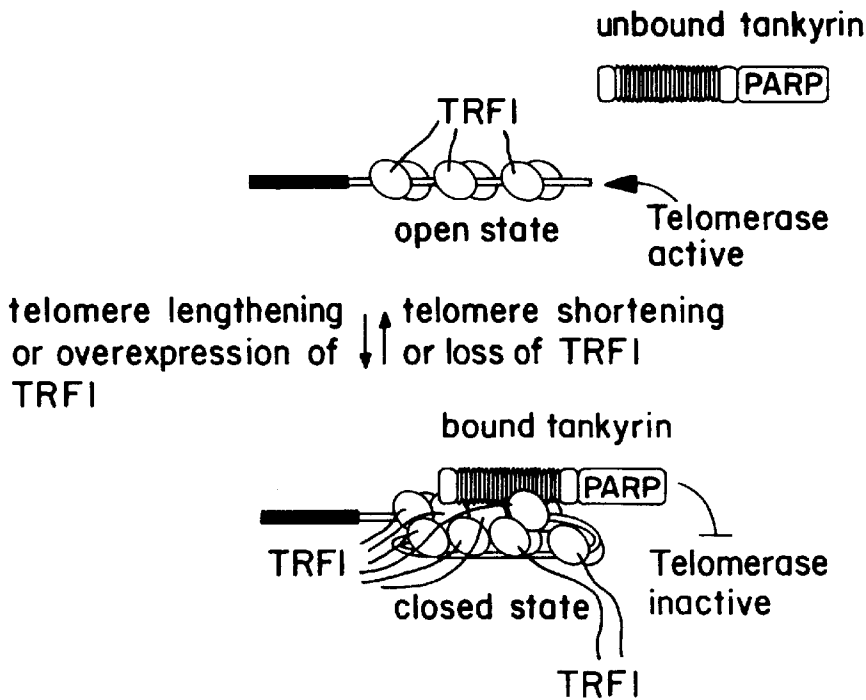 unbound tankyrin
PARP
TRF1
open state
Telomerase
active
telomere lengthening
or overexpression of
TRF1
telomere shortening
or loss of TRF1
bound tankyrin
PARP
TRF1
closed state
Telomerase
inactive
TRF1